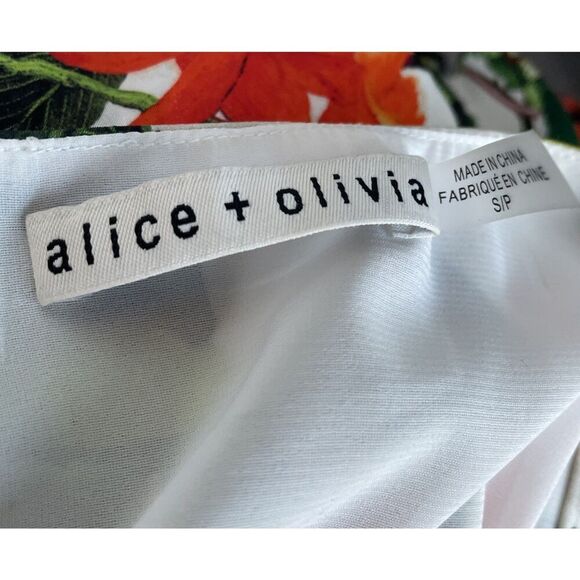 alice + olivia
MADE IN CHINA
FABRIQUÉ EN CHINE
S/P